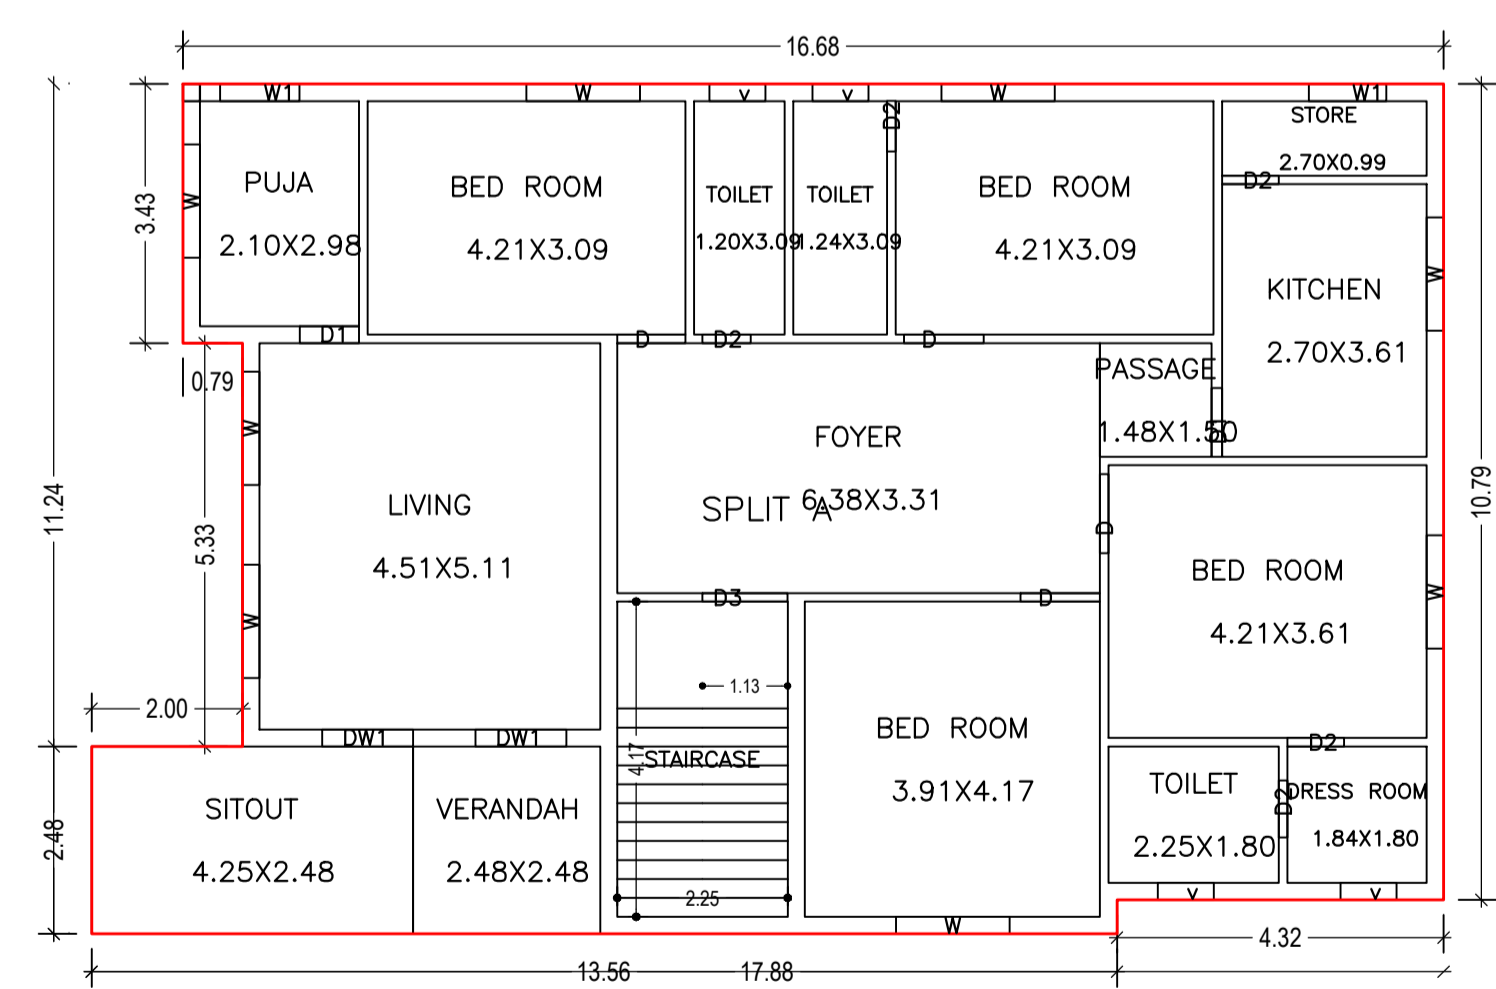 16.68
W1
W
V
V
W
W1
D2
STORE
2.70X0.99
D2
PUJA
2.10X2.98
BED ROOM
4.21X3.09
TOILET
1.20X3.09
TOILET
1.24X3.09
BED ROOM
4.21X3.09
3.43
W
W
KITCHEN
2.70X3.61
D1
D
D2
D
0.79
PASSAGE
1.48X1.50
W
FOYER
6.38X3.31
SPLIT A
LIVING
4.51X5.11
11.24
5.33
10.79
D
BED ROOM
4.21X3.61
W
W
D3
D
1.13
2.00
DW1
DW1
4.17
STAIRCASE
BED ROOM
3.91X4.17
D2
TOILET
2.25X1.80
D2
DRESS ROOM
1.84X1.80
SITOUT
4.25X2.48
VERANDAH
2.48X2.48
2.48
2.25
V
V
W
4.32
13.56
17.88